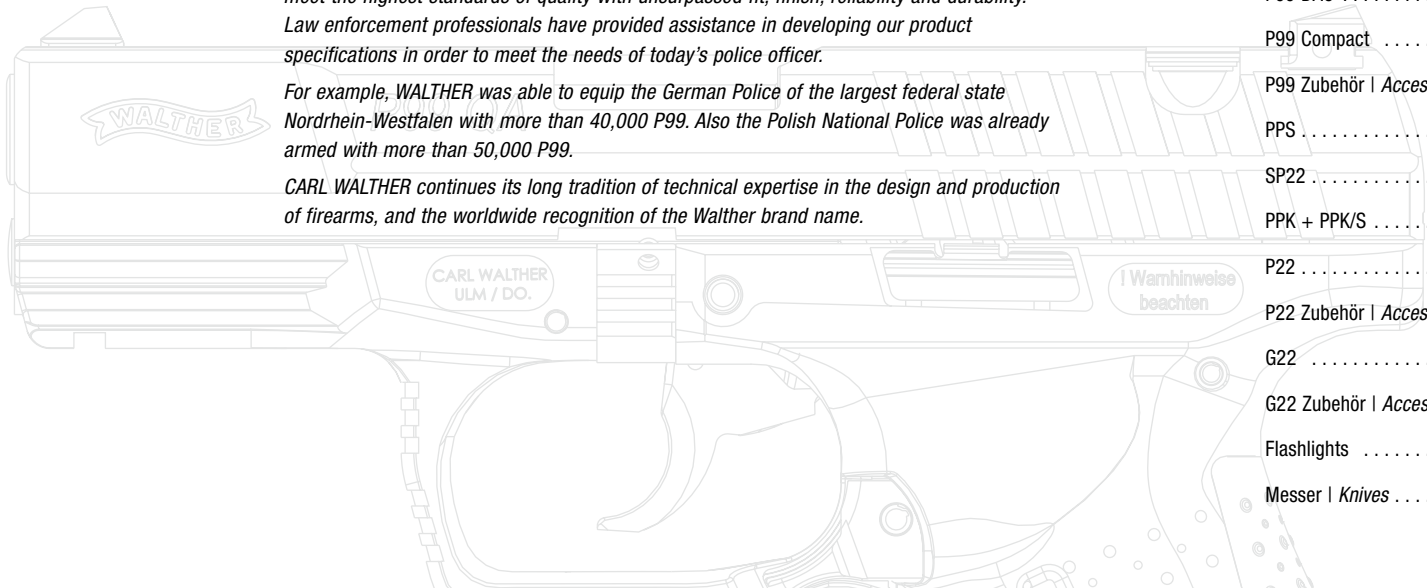 meet the highest standards of quality with unsurpassed fit, finish, reliability and durability.
Law enforcement professionals have provided assistance in developing our product
specifications in order to meet the needs of today's police officer.
For example, WALTHER was able to equip the German Police of the largest federal state
Nordrhein-Westfalen with more than 40,000 P99. Also the Polish National Police was already
armed with more than 50,000 P99.
CARL WALTHER continues its long tradition of technical expertise in the design and production
of firearms, and the worldwide recognition of the Walther brand name.
P99 Compact . . . .
P99 Zubehör | Acces
PPS . . . . . . . . . . . .
SP22 . . . . . . . . . . .
PPK + PPK/S . . . . .
P22 . . . . . . . . . . . .
P22 Zubehör | Acces
G22 . . . . . . . . . . . .
G22 Zubehör | Acces
Flashlights . . . . . . .
Messer | Knives . . . .
WALTHER
P99 QA
CARL WALTHER
ULM / DO.
! Warnhinweise
beachten